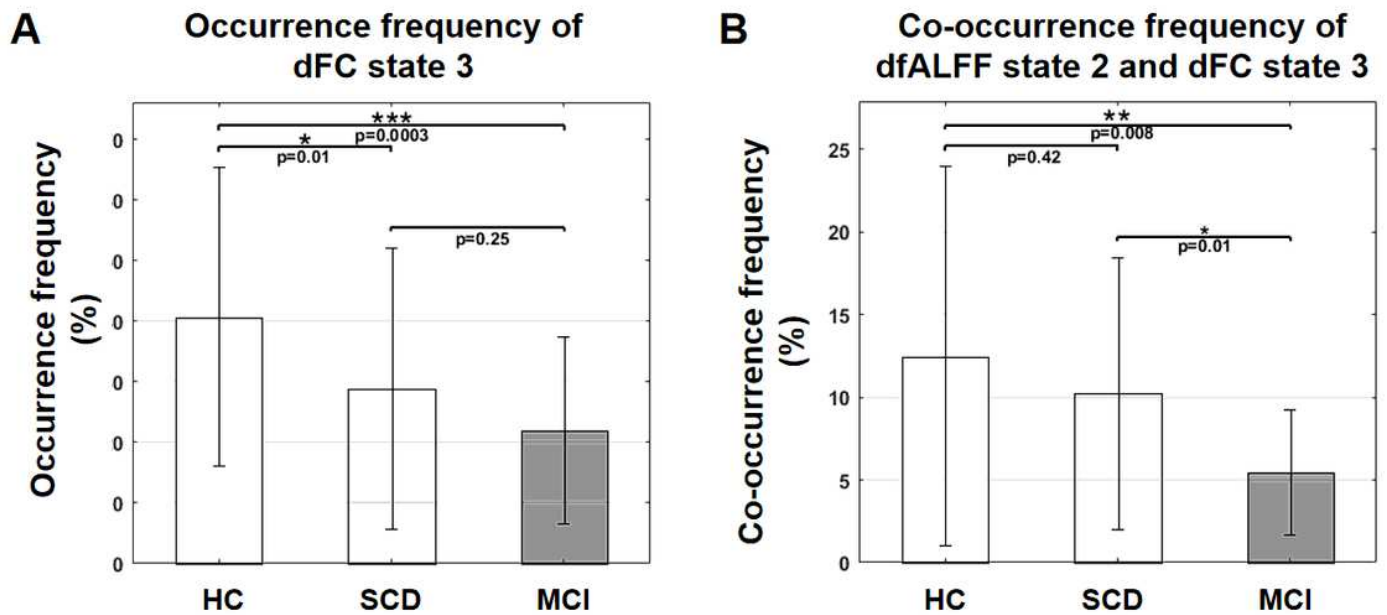 A
Occurrence frequency of
dFC state 3
Occurrence frequency
(%)
0
0
0
0
0
0
0
0
***
p=0.0003
*
p=0.01
p=0.25
HC
SCD
MCI
B
Co-occurrence frequency of
dfALFF state 2 and dFC state 3
Co-occurrence frequency
(%)
25
20
15
10
5
0
**
p=0.008
p=0.42
*
p=0.01
HC
SCD
MCI